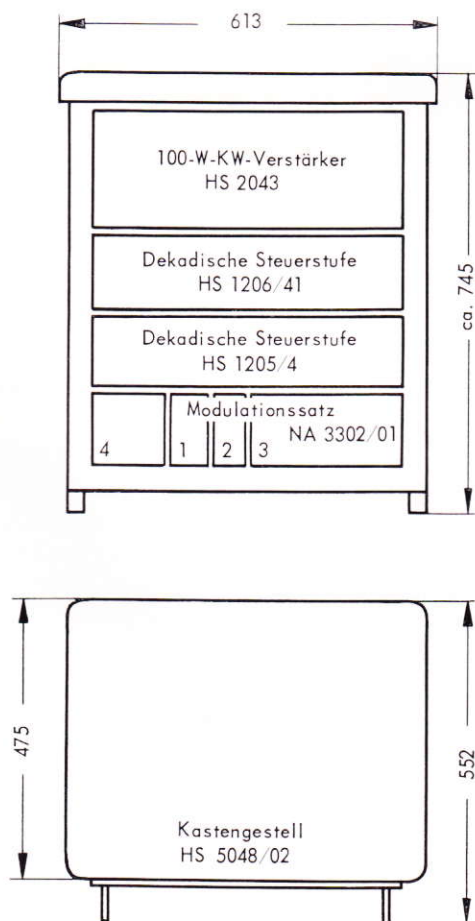 613
100-W-KW-Verstärker
HS 2043
Dekadische Steuerstufe
HS 1206/41
ca. 745
Dekadische Steuerstufe
HS 1205/4
Modulationssatz
NA 3302/01
4
1
2
3
475
552
Kastengestell
HS 5048/02